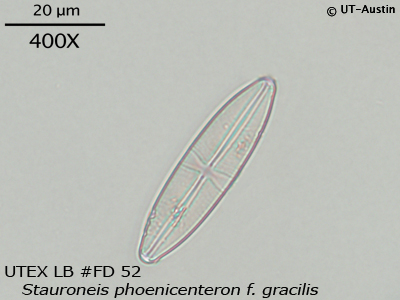 20 µm
400X
© UT-Austin
UTEX LB #FD 52
Stauroneis phoenicenteron f. gracilis